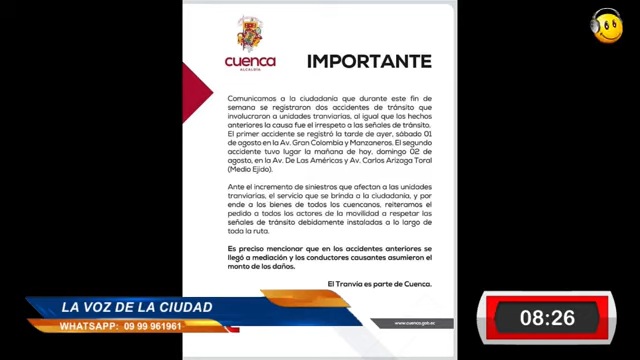 cuenca
ALCALDÍA
IMPORTANTE
Comunicamos a la ciudadanía que durante este fin de
semana se registraron dos accidentes de tránsito que
involucraron a unidades tranviarias, al igual que los hechos
anteriores la causa fue el irrespeto a las señales de tránsito.
El primer accidente se registró la tarde de ayer, sábado 01
de agosto en la Av. Gran Colombia y Manzaneros. El segundo
accidente tuvo lugar la mañana de hoy, domingo 02 de
agosto, en la Av. De Las Américas y Av. Carlos Arizaga Toral
(Medio Ejido).
Ante el incremento de siniestros que afectan a las unidades
tranviarias, el servicio que se brinda a la ciudadanía, y por
ende a los bienes de todos los cuencanos, reiteramos el
pedido a todos los actores de la movilidad a respetar las
señales de tránsito debidamente instaladas a lo largo de
toda la ruta.
Es preciso mencionar que en los accidentes anteriores se
llegó a mediación y los conductores causantes asumieron el
monto de los daños.
El Tranvía es parte de Cuenca.
LA VOZ DE LA CIUDAD
WHATSAPP: 09 99 961961
www.cuenca.gob.ec
08:26